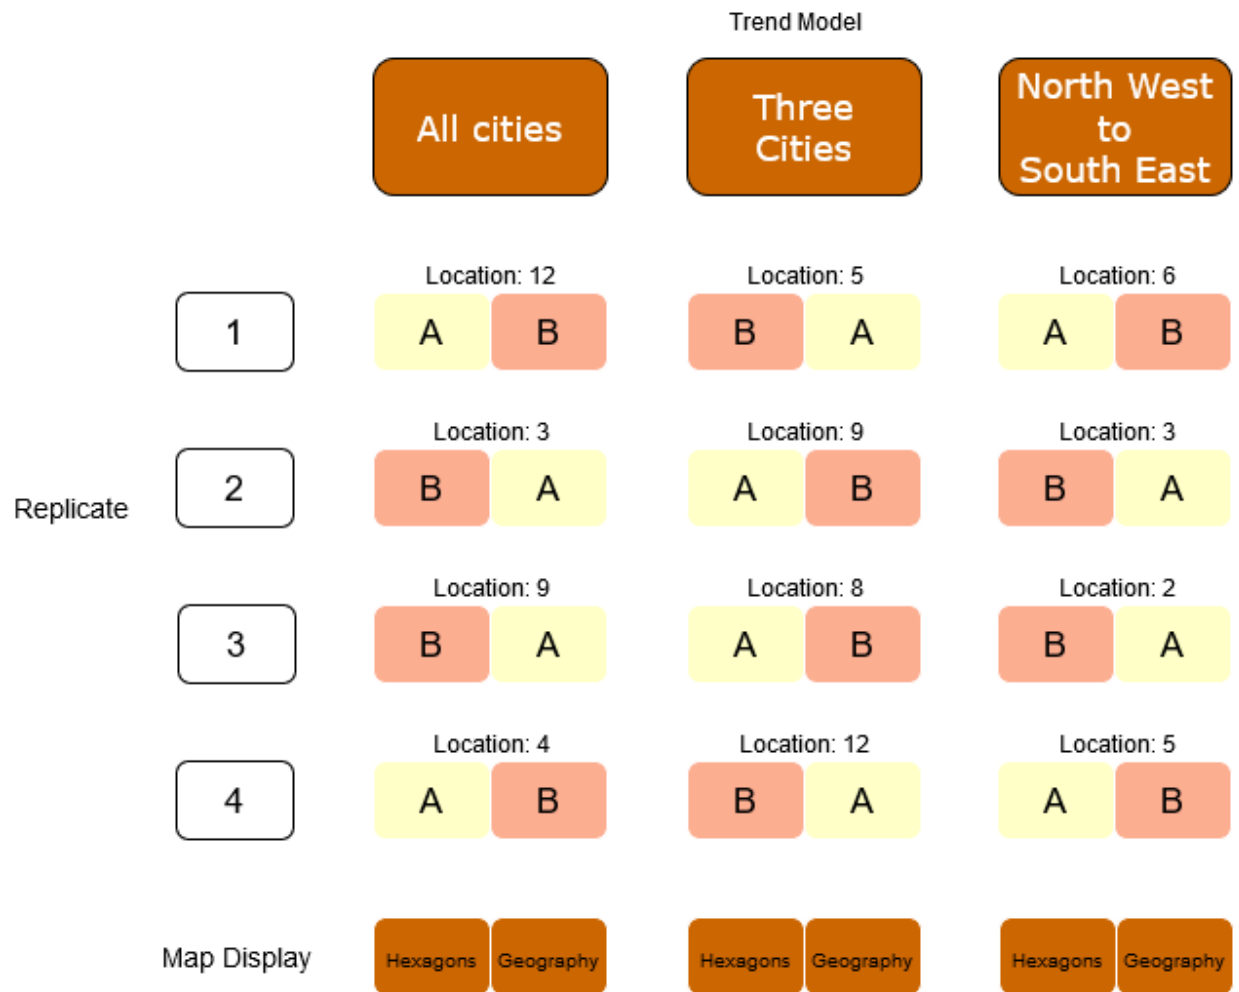 Trend Model
All cities
Three
Cities
North West
to
South East
Location: 12
Location: 5
Location: 6
1
A B
B A
A B
Location: 3
Location: 9
Location: 3
Replicate
2
B A
A B
B A
Location: 9
Location: 8
Location: 2
3
B A
A B
B A
Location: 4
Location: 12
Location: 5
4
A B
B A
A B
Map Display
Hexagons Geography
Hexagons Geography
Hexagons Geography